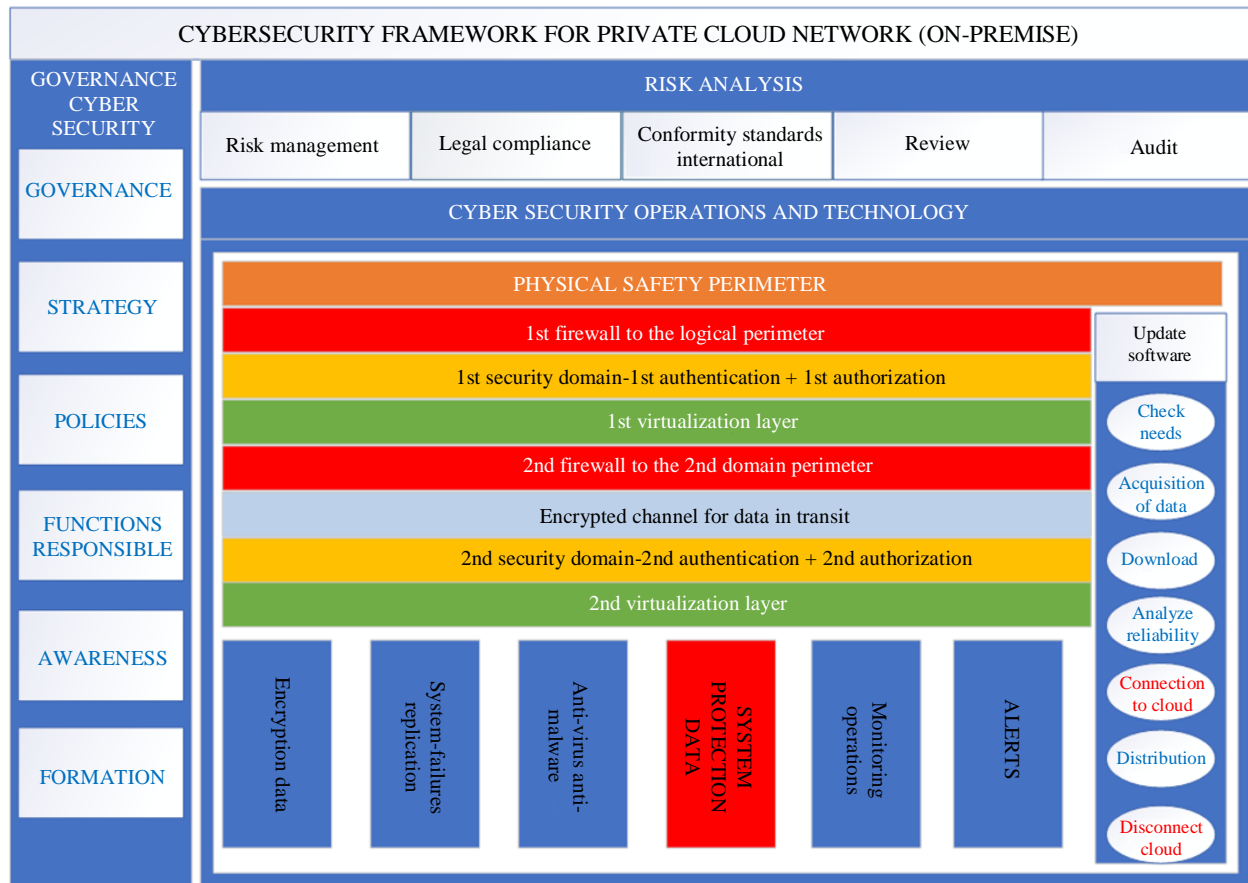 CYBERSECURITY FRAMEWORK FOR PRIVATE CLOUD NETWORK (ON-PREMISE)
GOVERNANCE
CYBER
SECURITY
GOVERNANCE
STRATEGY
POLICIES
FUNCTIONS
RESPONSIBLE
AWARENESS
FORMATION
RISK ANALYSIS
Risk management
Legal compliance
Conformity standards
international
Review
Audit
CYBER SECURITY OPERATIONS AND TECHNOLOGY
PHYSICAL SAFETY PERIMETER
1st firewall to the logical perimeter
1st security domain-1st authentication + 1st authorization
1st virtualization layer
2nd firewall to the 2nd domain perimeter
Encrypted channel for data in transit
2nd security domain-2nd authentication + 2nd authorization
2nd virtualization layer
Encryption data
System-failures
replication
Anti-virus anti-
malware
SYSTEM
PROTECTION
DATA
Monitoring
operations
ALERTS
Update
software
Check
needs
Acquisition
of data
Download
Analyze
reliability
Connection
to cloud
Distribution
Disconnect
cloud